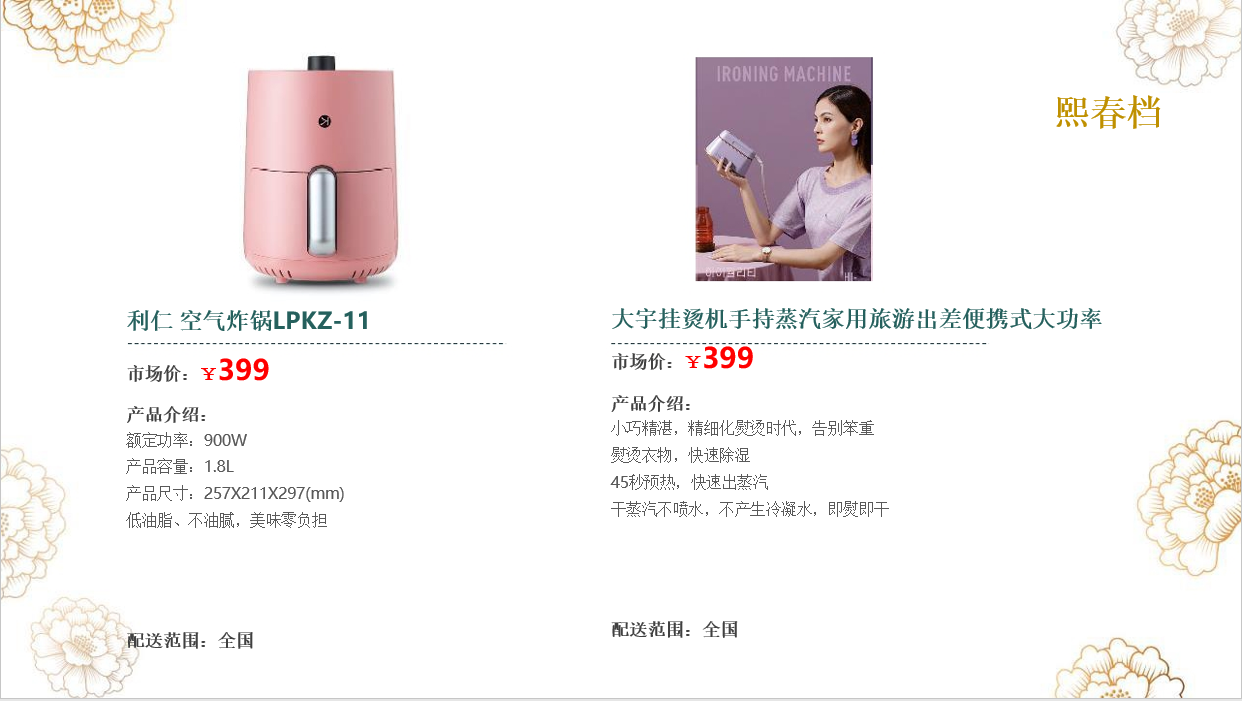 IRONING MACHINE
熙春档
利仁 空气炸锅LPKZ-11
市场价：￥399
产品介绍：
额定功率：900W
产品容量：1.8L
产品尺寸：257X211X297(mm)
低油脂、不油腻，美味零负担
配送范围：全国
大宇挂烫机手持蒸汽家用旅游出差便携式大功率
市场价：￥399
产品介绍：
小巧精湛，精细化熨烫时代，告别笨重
熨烫衣物，快速除湿
45秒预热，快速出蒸汽
干蒸汽不喷水，不产生冷凝水，即熨即干
配送范围：全国